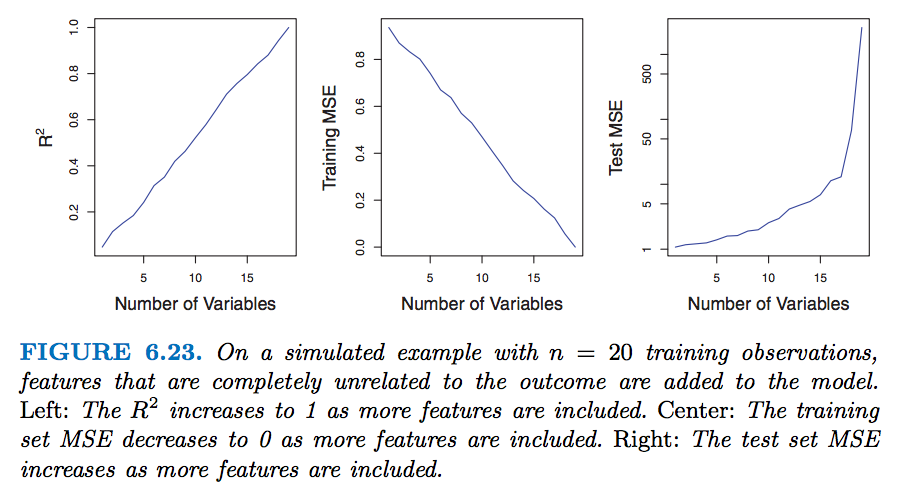 R²
0.2 0.4 0.6 0.8 1.0
5 10 15
Number of Variables
Training MSE
0.0 0.2 0.4 0.6 0.8
5 10 15
Number of Variables
Test MSE
1 5 50 500
5 10 15
Number of Variables
FIGURE 6.23. On a simulated example with n = 20 training observations,
features that are completely unrelated to the outcome are added to the model.
Left: The R² increases to 1 as more features are included. Center: The training
set MSE decreases to 0 as more features are included. Right: The test set MSE
increases as more features are included.